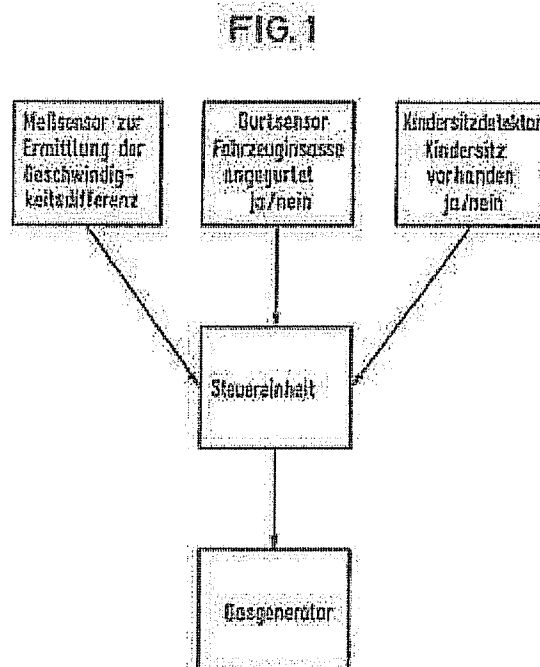 FIG. 1
Meßsensor zur
Ermittlung der
Geschwindig-
keitsdifferenz
Gurtsensor
Fahrzeuginsasse
angegurtet
ja/nein
Kindersitzdetektor
Kindersitz
vorhanden
ja/nein
Steuereinheit
Gasgenerator